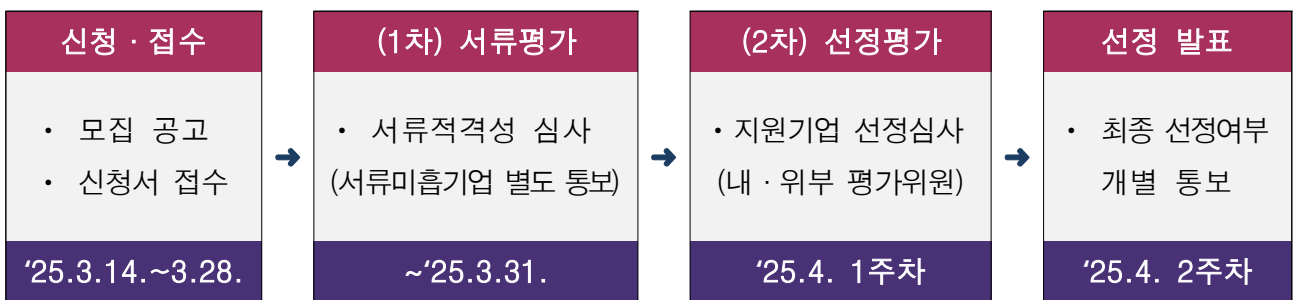 신청 · 접수
• 모집 공고
• 신청서 접수
‘25.3.14.~3.28.
➜
(1차) 서류평가
• 서류적격성 심사
(서류미흡기업 별도 통보)
~‘25.3.31.
➜
(2차) 선정평가
• 지원기업 선정심사
(내 · 위부 평가위원)
‘25.4. 1주차
➜
선정 발표
• 최종 선정여부
개별 통보
‘25.4. 2주차